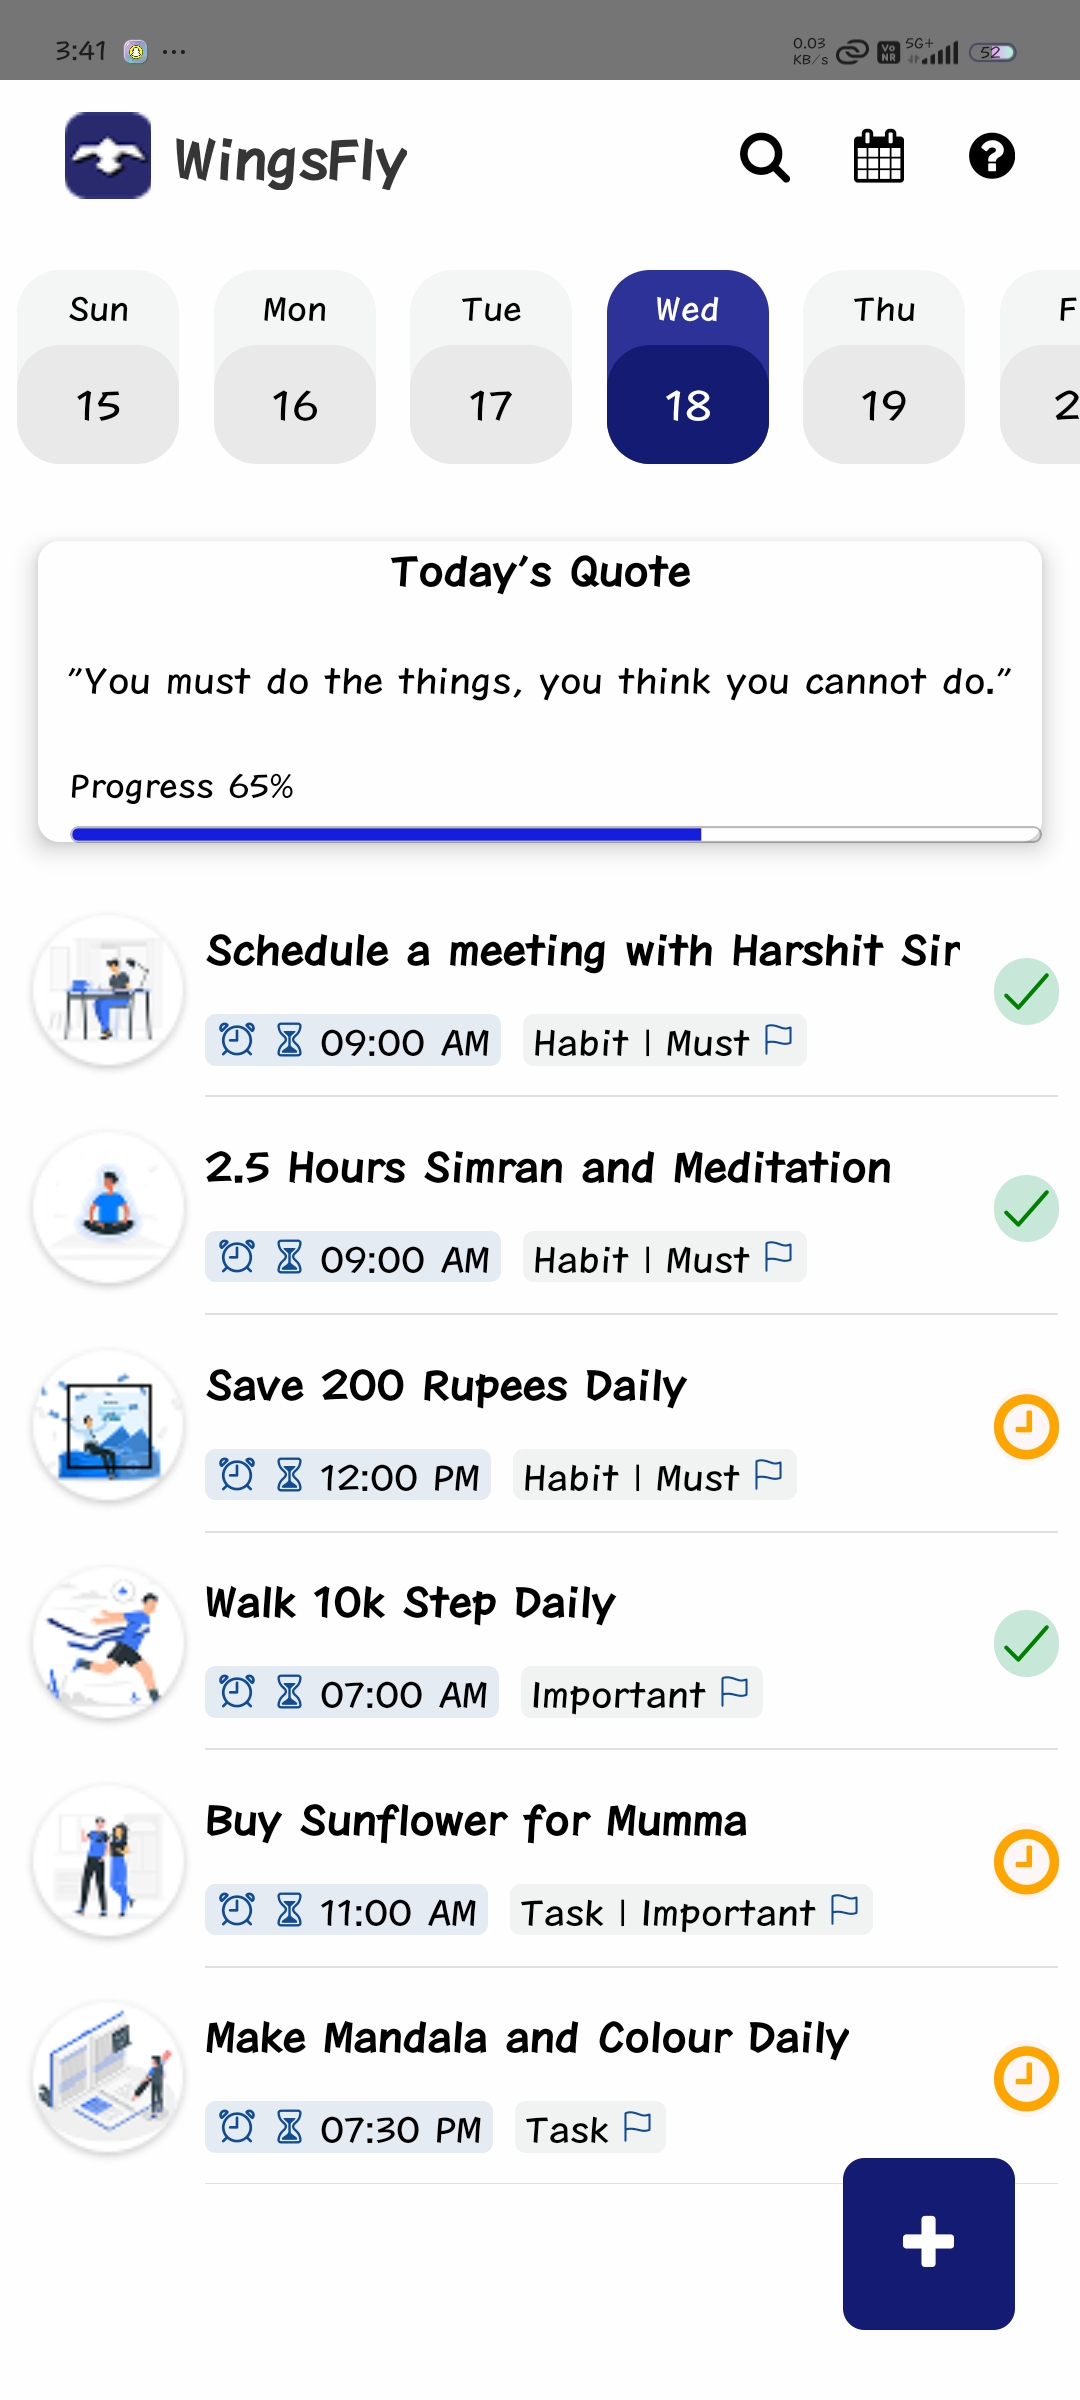 3:41 ... 0.03 KB/s Vo NR 5G+ 52
WingsFly
Sun Mon Tue Wed Thu F
15 16 17 18 19 2
Today's Quote
"You must do the things, you think you cannot do."
Progress 65%
Schedule a meeting with Harshit Sir
09:00 AM Habit | Must
2.5 Hours Simran and Meditation
09:00 AM Habit | Must
Save 200 Rupees Daily
12:00 PM Habit | Must
Walk 10k Step Daily
07:00 AM Important
Buy Sunflower for Mumma
11:00 AM Task | Important
Make Mandala and Colour Daily
07:30 PM Task